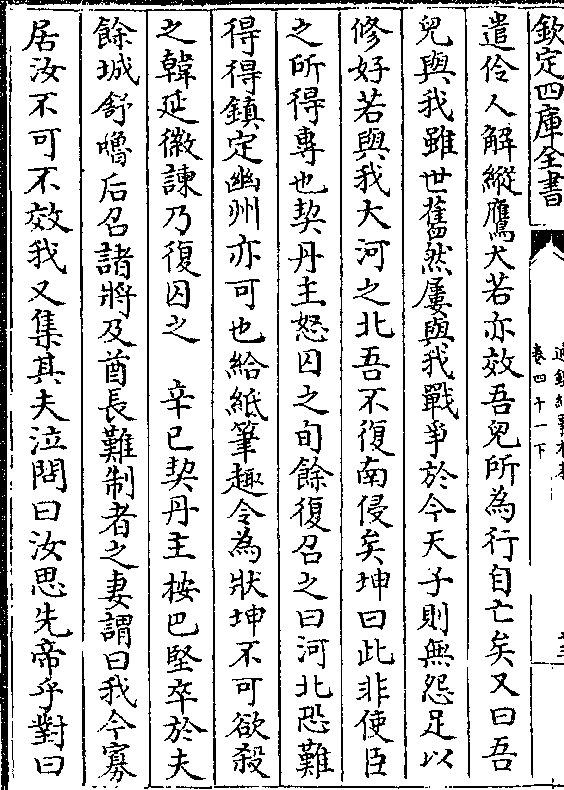 欽定四庫全書
卷四十一下
遣伶人解縱鷹犬若亦效吾兒所為行自亡矣又曰吾
兒與我雖世舊然屢與我戰爭於今天子則無怨足以
修好若與我大河之北吾不復南侵矣坤曰此非使臣
之所得專也契丹主怒囚之旬餘復召之曰河北恐難
得得鎮定幽州亦可也給紙筆趣令為狀坤不可欲殺
之韓延徽諫乃復囚之　辛巳契丹主按巴堅卒於夫
餘城舒嚕后召諸將及酋長難制者之妻謂曰我今寡
居汝不可不效我又集其夫泣問曰汝思先帝乎對曰